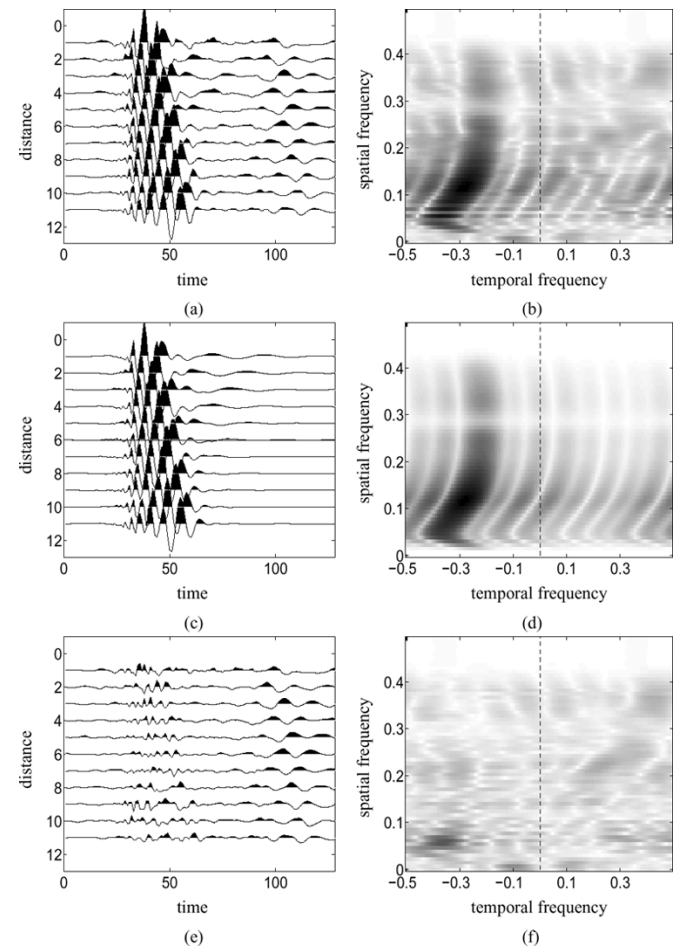 0
2
4
6
8
10
12
distance
0 50 100
time
(a)
0.4
0.3
0.2
0.1
0
spatial frequency
−0.5 −0.3 −0.1 0.1 0.3
temporal frequency
(b)
0
2
4
6
8
10
12
distance
0 50 100
time
(c)
0.4
0.3
0.2
0.1
0
spatial frequency
−0.5 −0.3 −0.1 0.1 0.3
temporal frequency
(d)
0
2
4
6
8
10
12
distance
0 50 100
time
(e)
0.4
0.3
0.2
0.1
0
spatial frequency
−0.5 −0.3 −0.1 0.1 0.3
temporal frequency
(f)